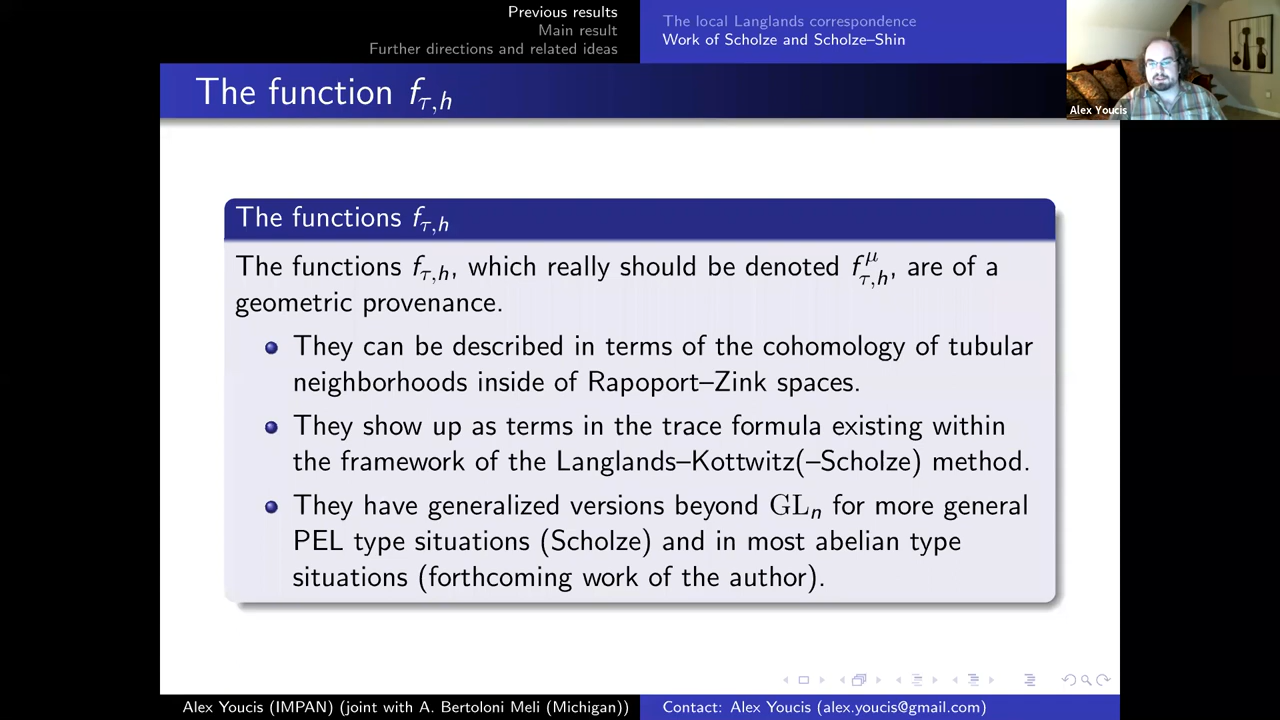 Previous results
Main result
Further directions and related ideas
The local Langlands correspondence
Work of Scholze and Scholze–Shin
Alex Youcis
The function f_{τ,h}
The functions f_{τ,h}
The functions f_{τ,h}, which really should be denoted f^μ_{τ,h}, are of a
geometric provenance.
They can be described in terms of the cohomology of tubular
neighborhoods inside of Rapoport–Zink spaces.
They show up as terms in the trace formula existing within
the framework of the Langlands–Kottwitz(–Scholze) method.
They have generalized versions beyond GL_n for more general
PEL type situations (Scholze) and in most abelian type
situations (forthcoming work of the author).
Alex Youcis (IMPAN) (joint with A. Bertoloni Meli (Michigan))
Contact: Alex Youcis (alex.youcis@gmail.com)